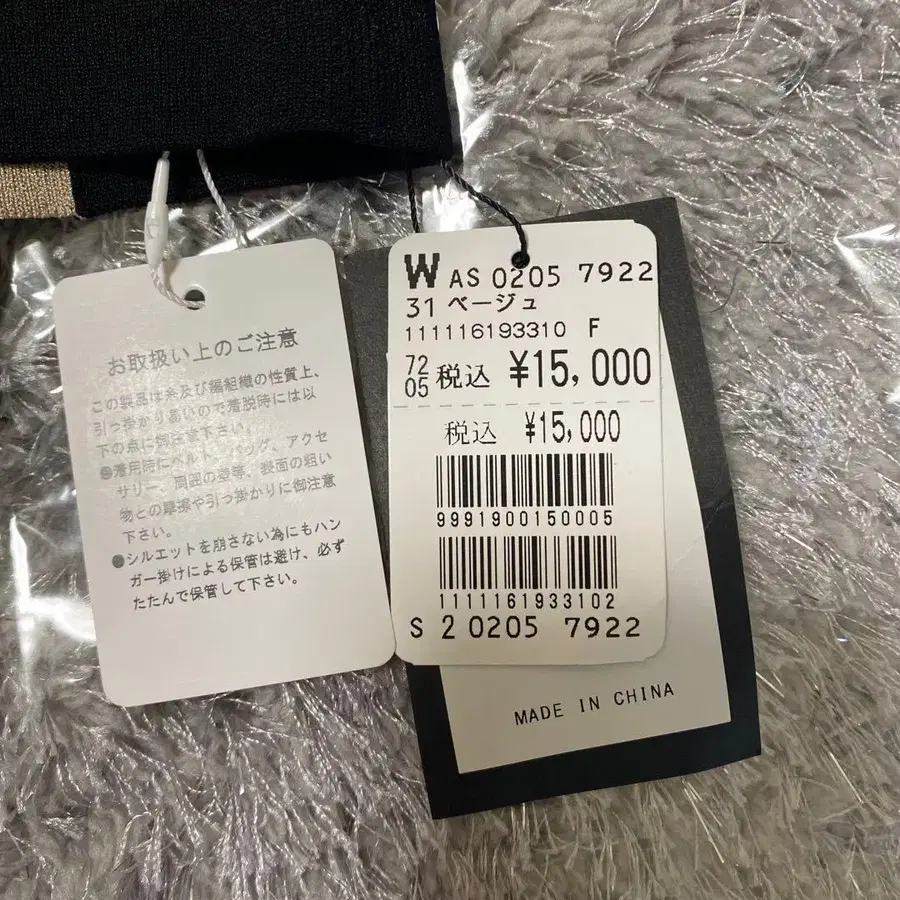 お取扱い上のご注意
この製品は糸及び編組織の性質上、
引っ掛かり易いので着脱時には以
下の点に御注意下さい。
●着用時にベルト、バッグ、アクセ
サリー、周囲の壁等、表面の粗い
物との摩擦や引っ掛かりに御注意
下さい。
●シルエットを崩さない為にもハン
ガー掛けによる保管は避け、必ず
たたんで保管して下さい。
W AS 0205 7922
31 ベージュ
111116193310 F
72
05 税込 ¥15,000
税込 ¥15,000
9991900150005
1111161933102
S 2 0205 7922
MADE IN CHINA